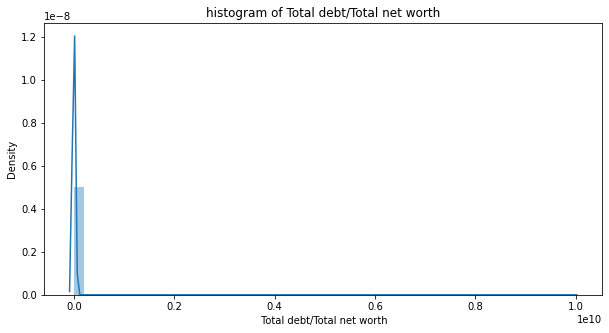 histogram of Total debt/Total net worth
1e−8
1.2
1.0
0.8
0.6
0.4
0.2
0.0
Density
0.0 0.2 0.4 0.6 0.8 1.0
1e10
Total debt/Total net worth